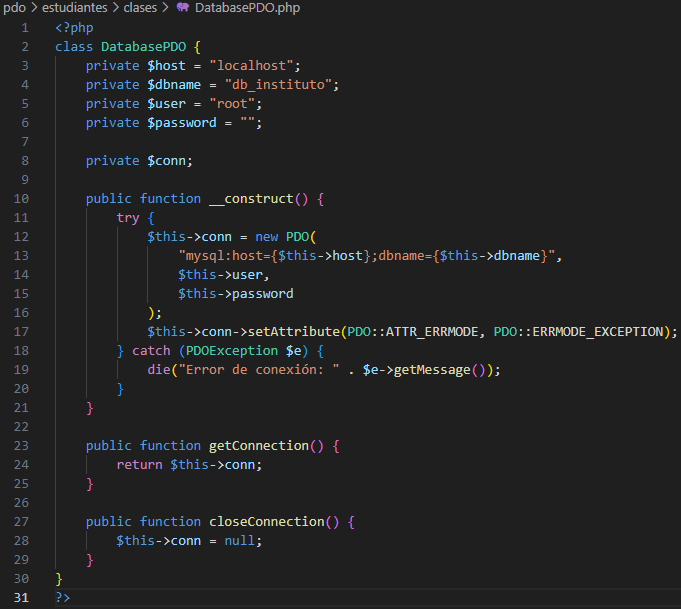 pdo > estudiantes > clases > DatabasePDO.php
1 <?php
2 class DatabasePDO {
3     private $host = "localhost";
4     private $dbname = "db_instituto";
5     private $user = "root";
6     private $password = "";
7
8     private $conn;
9
10     public function __construct() {
11         try {
12             $this->conn = new PDO(
13                 "mysql:host={$this->host};dbname={$this->dbname}",
14                 $this->user,
15                 $this->password
16             );
17             $this->conn->setAttribute(PDO::ATTR_ERRMODE, PDO::ERRMODE_EXCEPTION);
18         } catch (PDOException $e) {
19             die("Error de conexión: " . $e->getMessage());
20         }
21     }
22
23     public function getConnection() {
24         return $this->conn;
25     }
26
27     public function closeConnection() {
28         $this->conn = null;
29     }
30 }
31 ?>